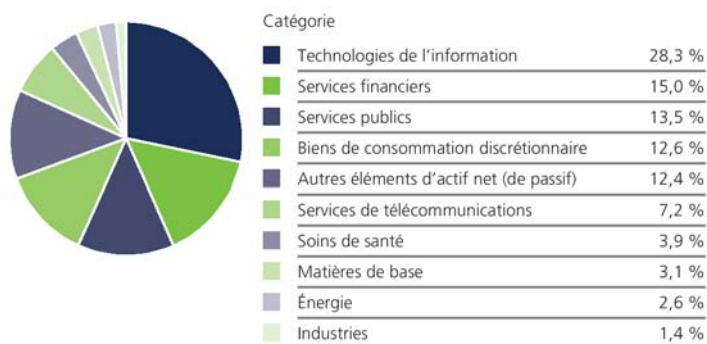 Catégorie
Technologies de l'information 28,3 %
Services financiers 15,0 %
Services publics 13,5 %
Biens de consommation discrétionnaire 12,6 %
Autres éléments d'actif net (de passif) 12,4 %
Services de télécommunications 7,2 %
Soins de santé 3,9 %
Matières de base 3,1 %
Énergie 2,6 %
Industries 1,4 %